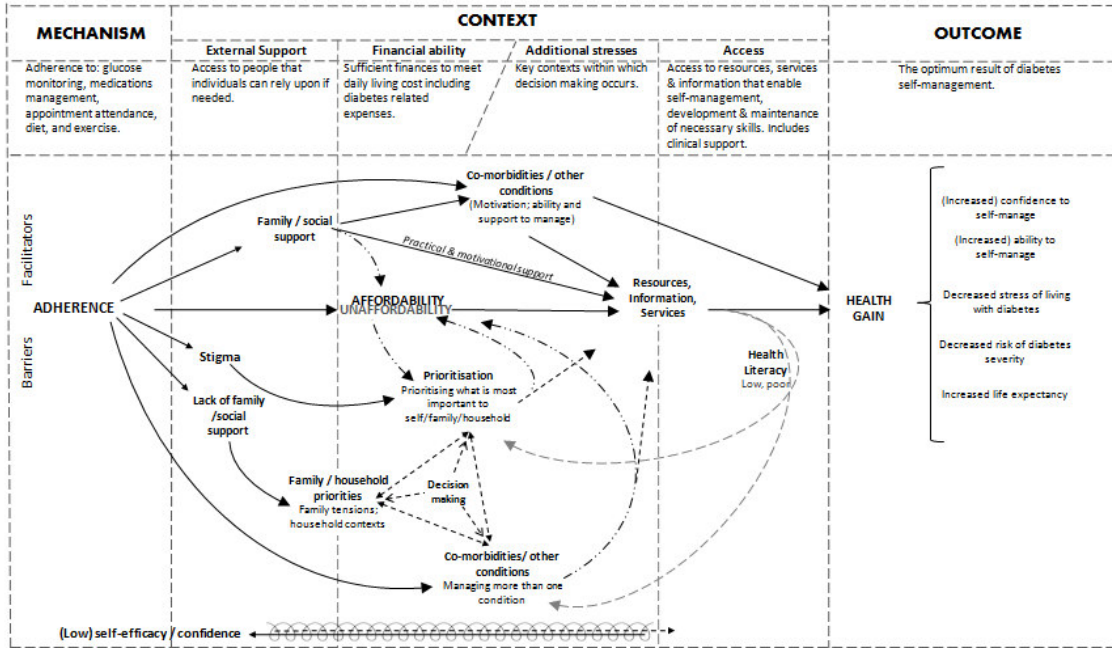 MECHANISM
CONTEXT
OUTCOME
External Support
Financial ability
Additional stresses
Access
Adherence to: glucose
monitoring, medications
management,
appointment attendance,
diet, and exercise.
Access to people that
individuals can rely upon if
needed.
Sufficient finances to meet
daily living cost including
diabetes related
expenses.
Key contexts within which
decision making occurs.
Access to resources, services
& information that enable
self-management,
development & maintenance
of necessary skills. Includes
clinical support.
The optimum result of diabetes
self-management.
Facilitators
Barriers
ADHERENCE
Co-morbidities / other
conditions
(Motivation; ability and
support to manage)
Family / social
support
Practical & motivational support
AFFORDABILITY
UNAFFORDABILITY
Resources,
Information,
Services
HEALTH
GAIN
(Increased) confidence to
self-manage
(Increased) ability to
self-manage
Decreased stress of living
with diabetes
Decreased risk of diabetes
severity
Increased life expectancy
Stigma
Lack of family
/social
support
Prioritisation
Prioritising what is most
important to
self/family/household
Health
Literacy
Low, poor
Family / household
priorities
Family tensions;
household contexts
Decision
making
Co-morbidities/ other
conditions
Managing more than one
condition
(Low) self-efficacy / confidence